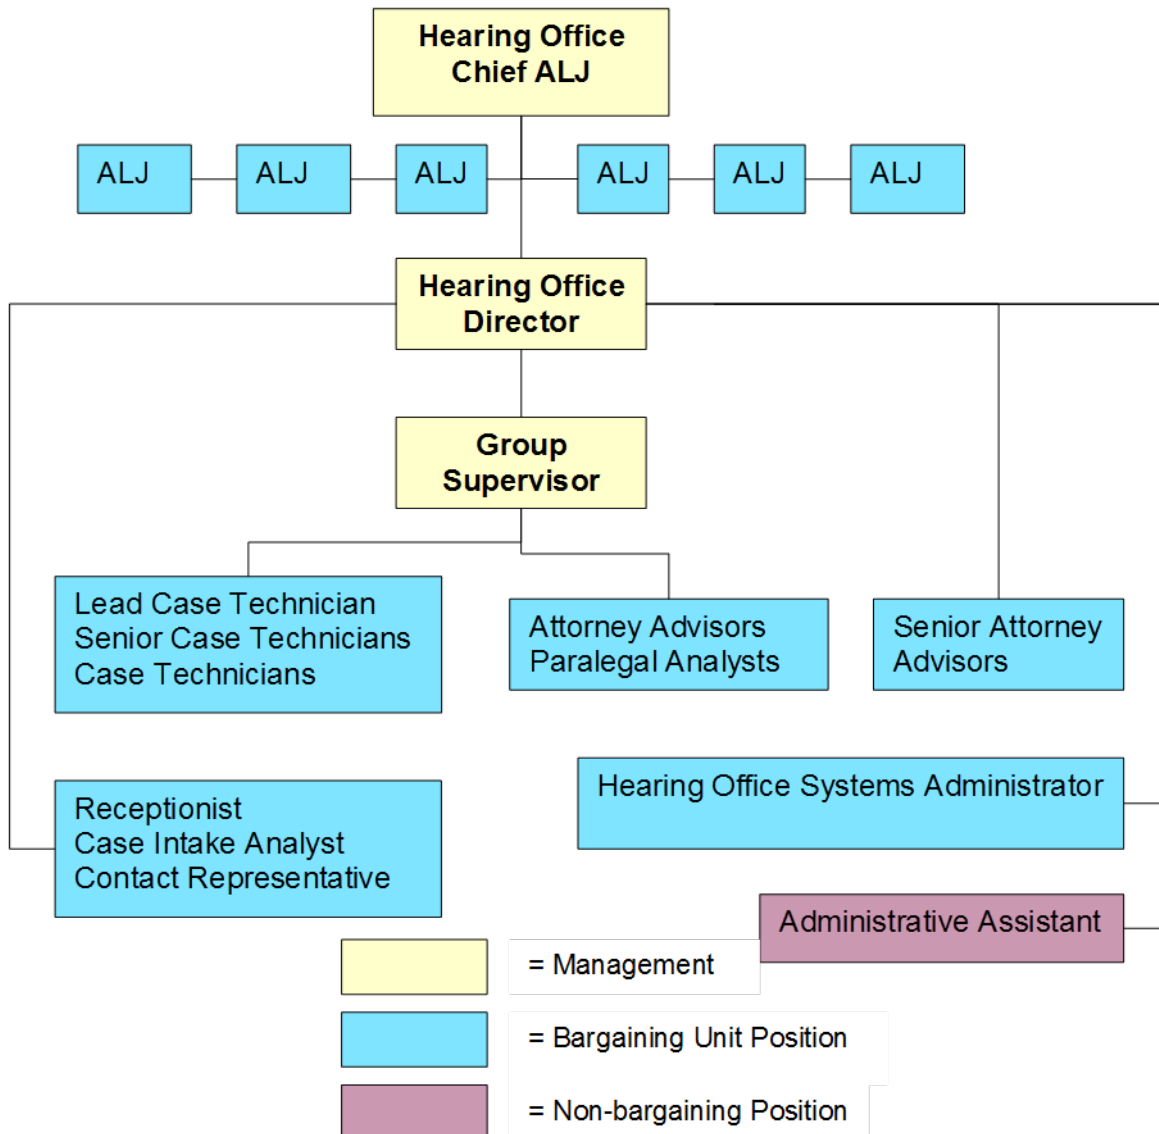 Hearing Office
Chief ALJ
ALJ
ALJ
ALJ
ALJ
ALJ
ALJ
Hearing Office
Director
Group
Supervisor
Lead Case Technician
Senior Case Technicians
Case Technicians
Attorney Advisors
Paralegal Analysts
Senior Attorney
Advisors
Hearing Office Systems Administrator
Receptionist
Case Intake Analyst
Contact Representative
Administrative Assistant
= Management
= Bargaining Unit Position
= Non-bargaining Position